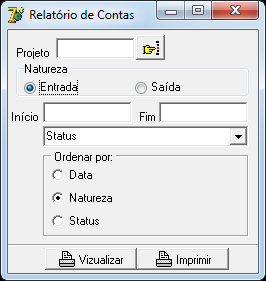 Relatório de Contas
Projeto
Natureza
Entrada Saída
Início Fim
Status
Ordenar por:
Data
Natureza
Status
Vizualizar Imprimir